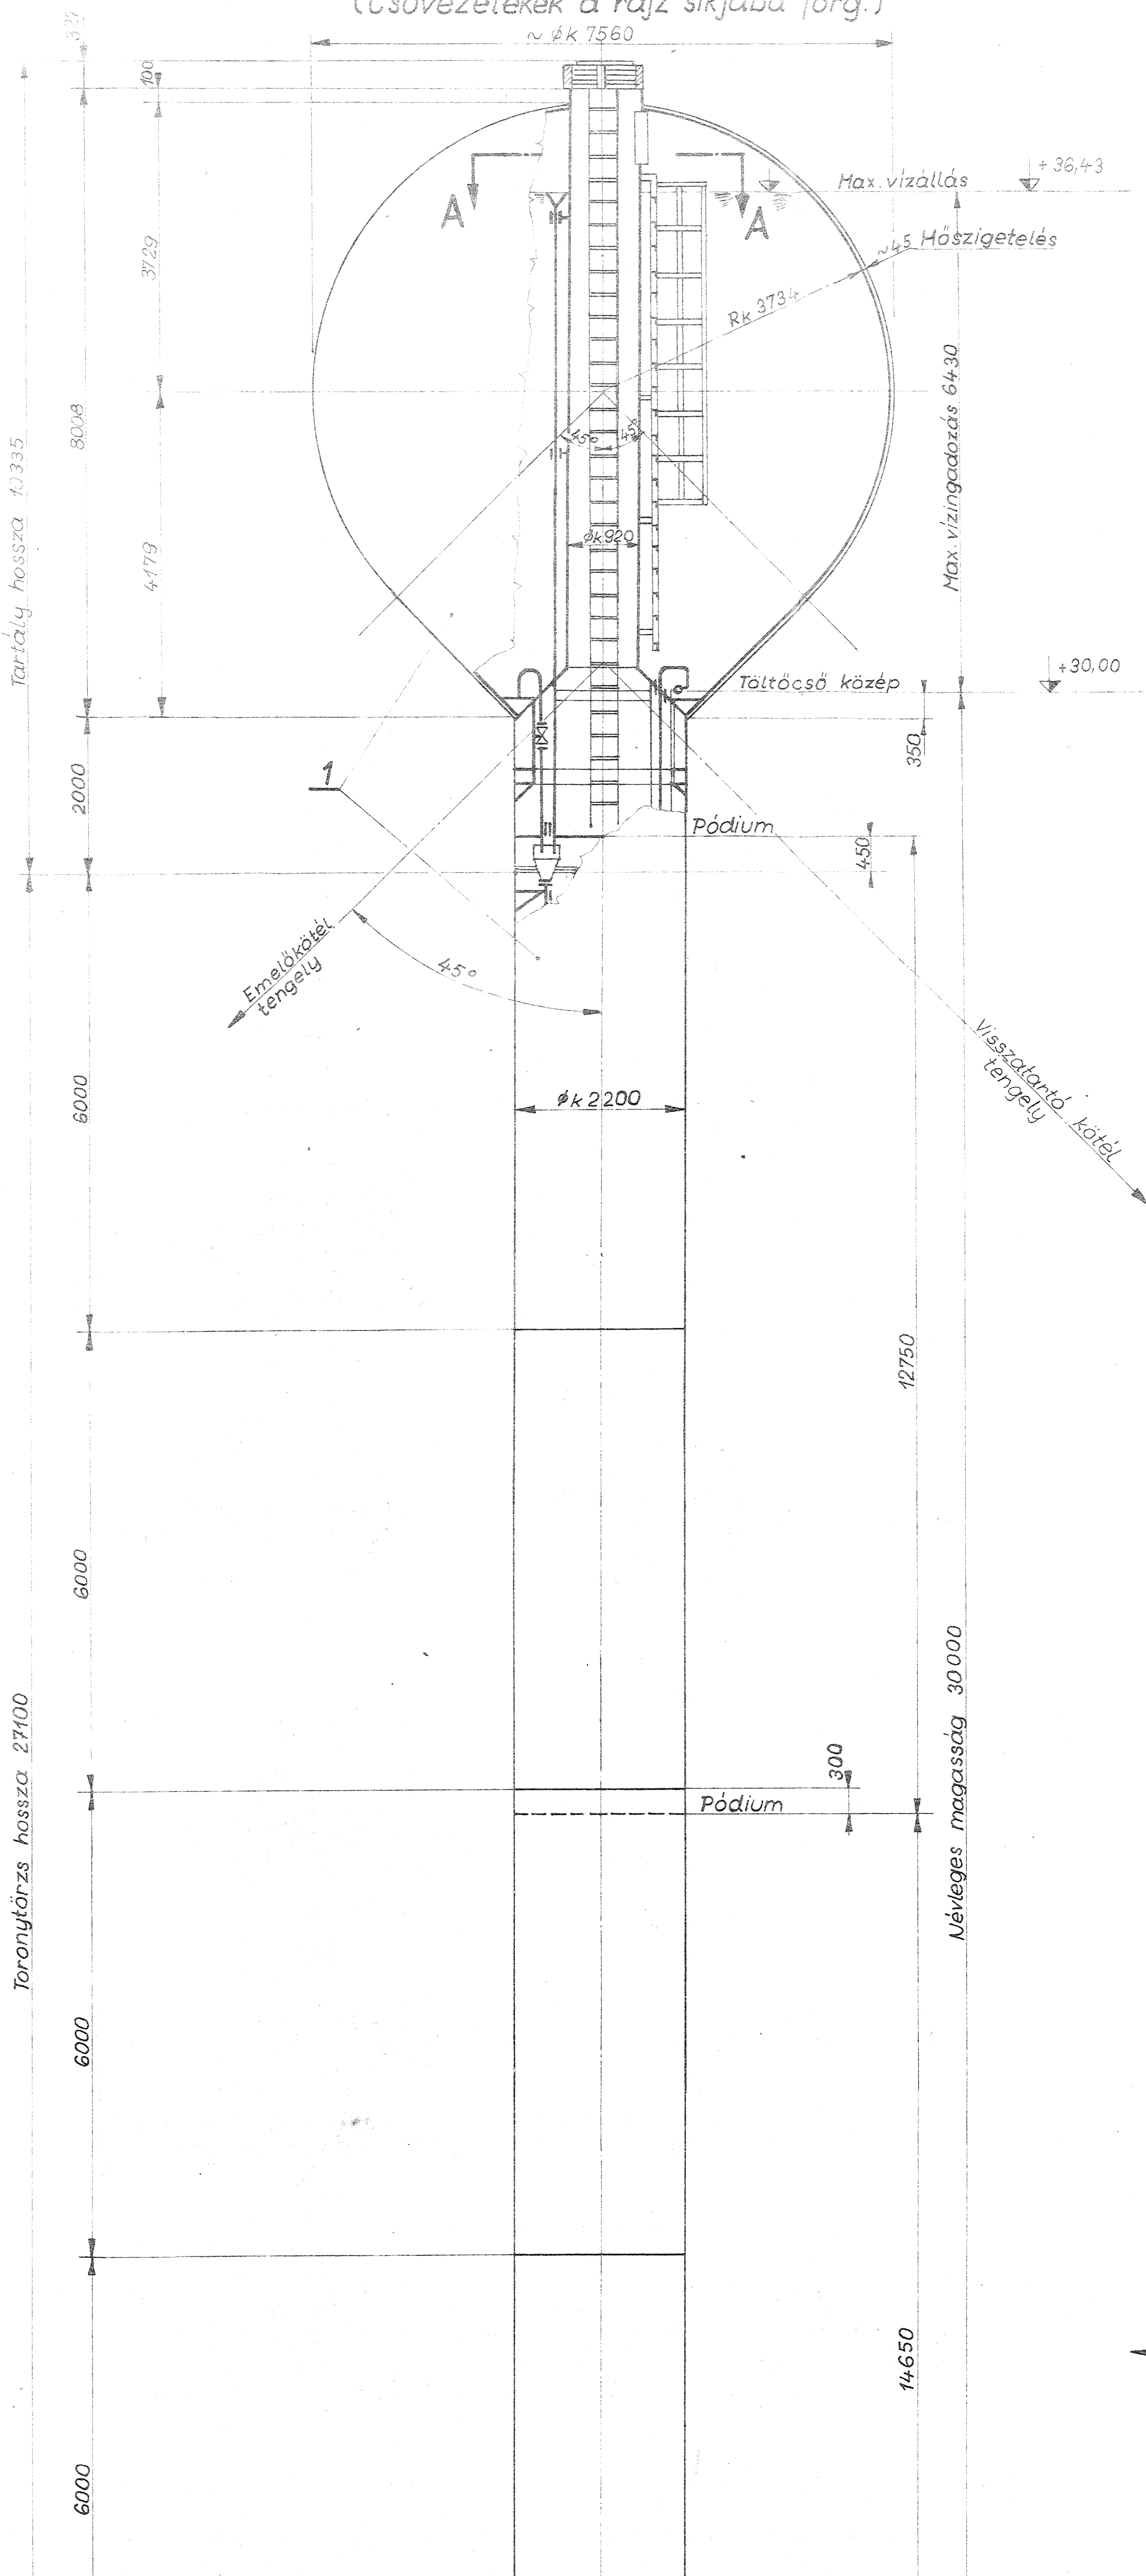 (Csővezetékek a rajz síkjába forg.)
~ øk 7560
327
100
Max. vízállás
+ 36,43
A
A
~45 Hőszigetelés
3729
Rk 3734
8008
Max. vízingadozás 6430
45°
45°
Tartály hossza 10335
øk920
4179
Töltőcső közép
+30,00
350
2000
1
Pódium
450
Emelőkötél
tengely
45°
Visszatartó kötél
tengely
6000
øk 2200
12750
6000
300
Pódium
Toronytörzs hossza 27100
Névleges magasság 30000
6000
14650
6000